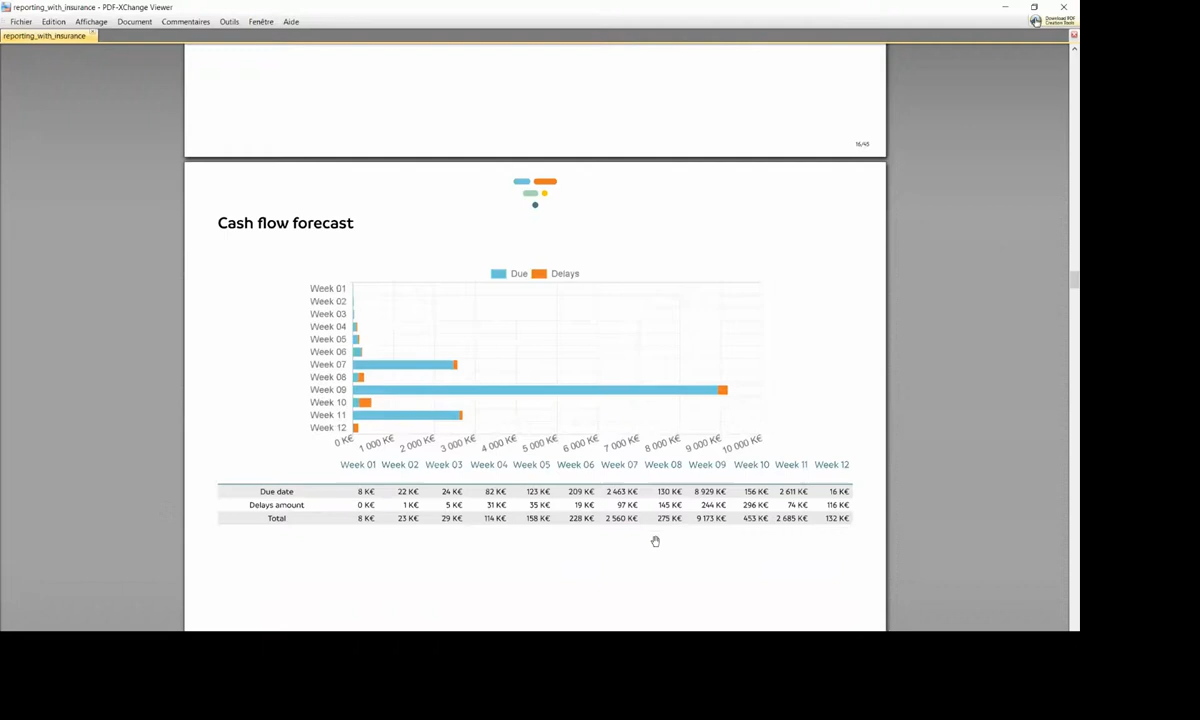 reporting_with_insurance - PDF-XChange Viewer
Fichier Edition Affichage Document Commentaires Outils Fenêtre Aide
Download PDF
Creation Tools
reporting_with_insurance
16/45
Cash flow forecast
Due Delays
Week 01
Week 02
Week 03
Week 04
Week 05
Week 06
Week 07
Week 08
Week 09
Week 10
Week 11
Week 12
0 K€ 1 000 K€ 2 000 K€ 3 000 K€ 4 000 K€ 5 000 K€ 6 000 K€ 7 000 K€ 8 000 K€ 9 000 K€ 10 000 K€
Week 01 Week 02 Week 03 Week 04 Week 05 Week 06 Week 07 Week 08 Week 09 Week 10 Week 11 Week 12
Due date 8 K€ 22 K€ 24 K€ 82 K€ 123 K€ 209 K€ 2 463 K€ 130 K€ 8 929 K€ 156 K€ 2 611 K€ 16 K€
Delays amount 0 K€ 1 K€ 5 K€ 31 K€ 35 K€ 19 K€ 97 K€ 145 K€ 244 K€ 296 K€ 74 K€ 116 K€
Total 8 K€ 23 K€ 29 K€ 114 K€ 158 K€ 228 K€ 2 560 K€ 275 K€ 9 173 K€ 453 K€ 2 685 K€ 132 K€